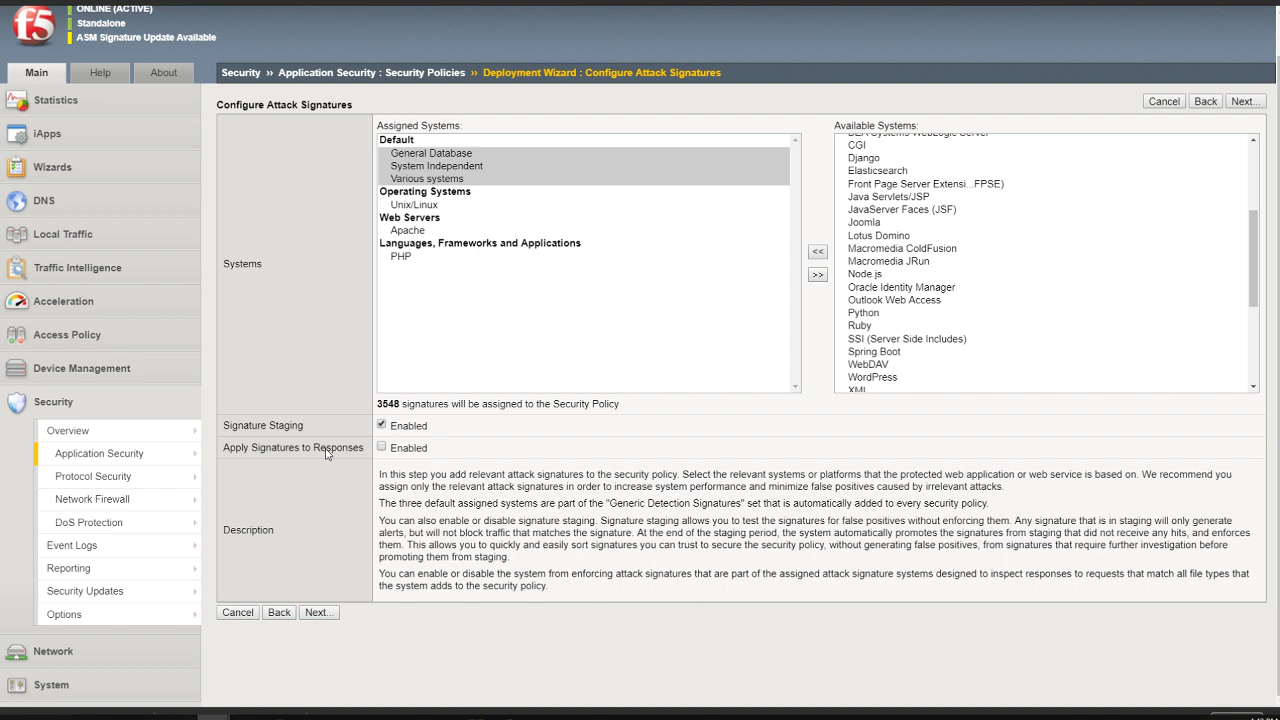 f5
ONLINE (ACTIVE)
Standalone
ASM Signature Update Available
Main
Help
About
Security ›› Application Security : Security Policies ›› Deployment Wizard : Configure Attack Signatures
Statistics
iApps
Wizards
DNS
Local Traffic
Traffic Intelligence
Acceleration
Access Policy
Device Management
Security
Overview
Application Security
Protocol Security
Network Firewall
DoS Protection
Event Logs
Reporting
Security Updates
Options
Network
System
Configure Attack Signatures
Cancel
Back
Next...
Systems
Assigned Systems:
Default
General Database
System Independent
Various systems
Operating Systems
Unix/Linux
Web Servers
Apache
Languages, Frameworks and Applications
PHP
<<
>>
Available Systems:
BEA Systems WebLogic Server
CGI
Django
Elasticsearch
Front Page Server Extensi...FPSE)
Java Servlets/JSP
JavaServer Faces (JSF)
Joomla
Lotus Domino
Macromedia ColdFusion
Macromedia JRun
Node.js
Oracle Identity Manager
Outlook Web Access
Python
Ruby
SSI (Server Side Includes)
Spring Boot
WebDAV
WordPress
XML
3548 signatures will be assigned to the Security Policy
Signature Staging
Enabled
Apply Signatures to Responses
Enabled
Description
In this step you add relevant attack signatures to the security policy. Select the relevant systems or platforms that the protected web application or web service is based on. We recommend you
assign only the relevant attack signatures in order to increase system performance and minimize false positives caused by irrelevant attacks.
The three default assigned systems are part of the "Generic Detection Signatures" set that is automatically added to every security policy.
You can also enable or disable signature staging. Signature staging allows you to test the signatures for false positives without enforcing them. Any signature that is in staging will only generate
alerts, but will not block traffic that matches the signature. At the end of the staging period, the system automatically promotes the signatures from staging that did not receive any hits, and enforces
them. This allows you to quickly and easily sort signatures you can trust to secure the security policy, without generating false positives, from signatures that require further investigation before
promoting them from staging.
You can enable or disable the system from enforcing attack signatures that are part of the assigned attack signature systems designed to inspect responses to requests that match all file types that
the system adds to the security policy.
Cancel
Back
Next...